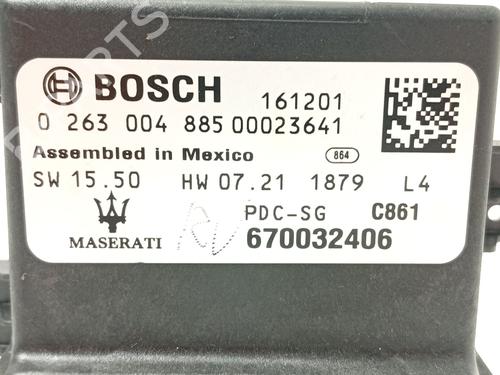 BOSCH 161201
0 263 004 885 00023641
Assembled in Mexico 864
SW 15.50 HW 07.21 1879 L4
PDC-SG C861
MASERATI 670032406